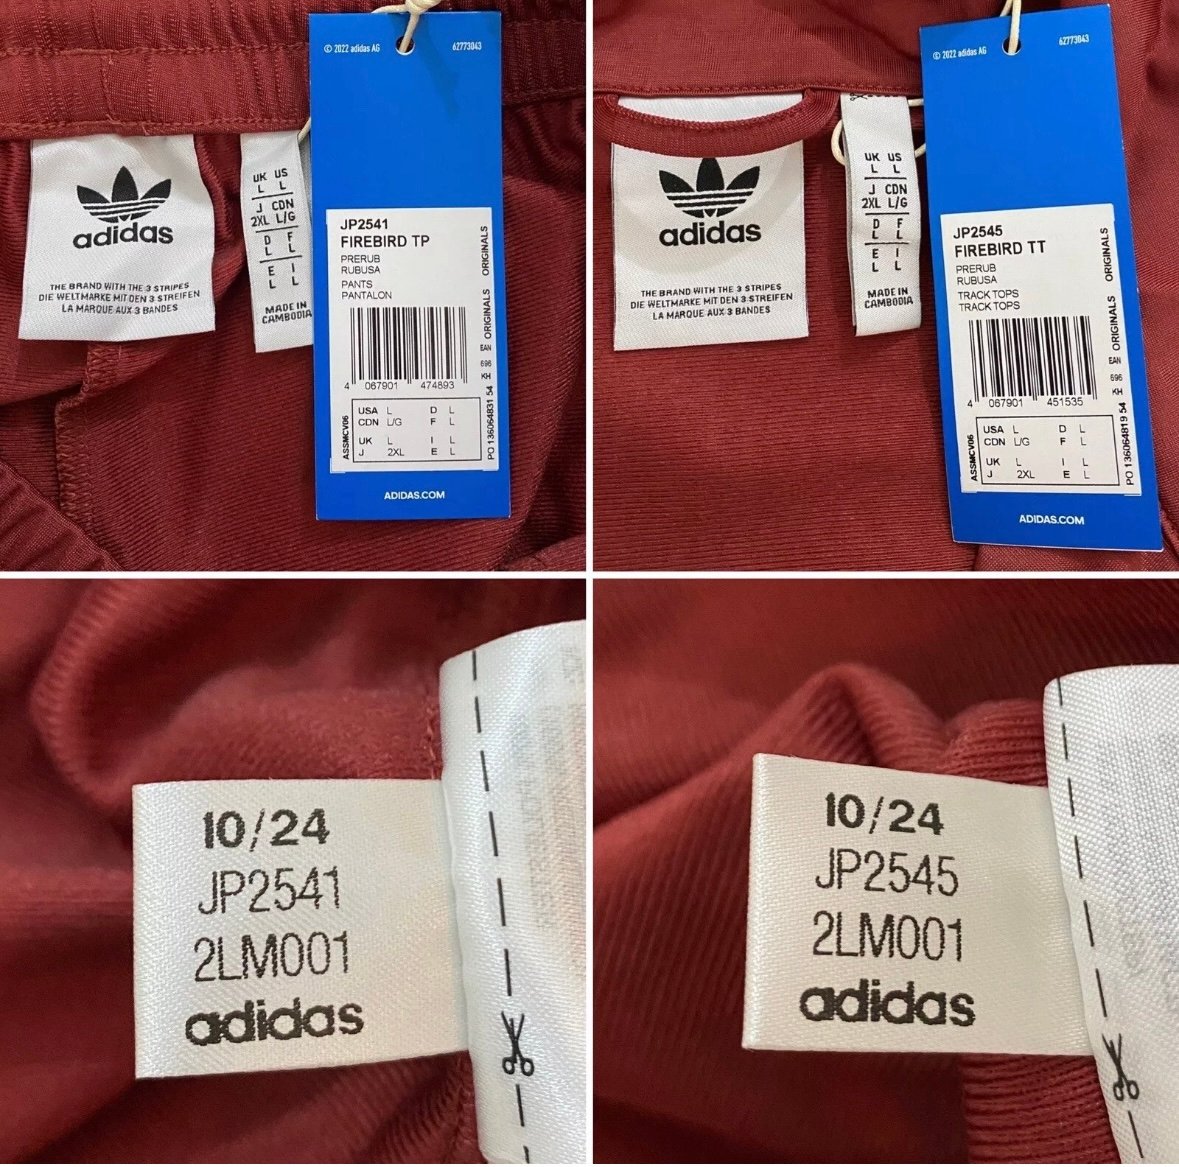 adidas
THE BRAND WITH THE 3 STRIPES
DIE WELTMARKE MIT DEN 3 STREIFEN
LA MARQUE AUX 3 BANDES
UK US
L L
J CDN
2XL L/G
D F
L L
E I
L L
MADE IN
CAMBODIA
© 2022 adidas AG
62773043
JP2541
FIREBIRD TP
PRERUB
RUBUSA
PANTS
PANTALON
ORIGINALS
ORIGINALS
EAN
696
KH
4 067901 474893
PO 136064831 54
ASSMCV06
USA L D L
CDN L/G F L
UK L I L
J 2XL E L
ADIDAS.COM
adidas
THE BRAND WITH THE 3 STRIPES
DIE WELTMARKE MIT DEN 3 STREIFEN
LA MARQUE AUX 3 BANDES
UK US
L L
J CDN
2XL L/G
D F
L L
E I
L L
MADE IN
CAMBODIA
© 2022 adidas AG
62773043
JP2545
FIREBIRD TT
PRERUB
RUBUSA
TRACK TOPS
TRACK TOPS
ORIGINALS
ORIGINALS
EAN
696
KH
4 067901 451535
PO 136064819 54
ASSMCV06
USA L D L
CDN L/G F L
UK L I L
J 2XL E L
ADIDAS.COM
10/24
JP2541
2LM001
adidas
10/24
JP2545
2LM001
adidas